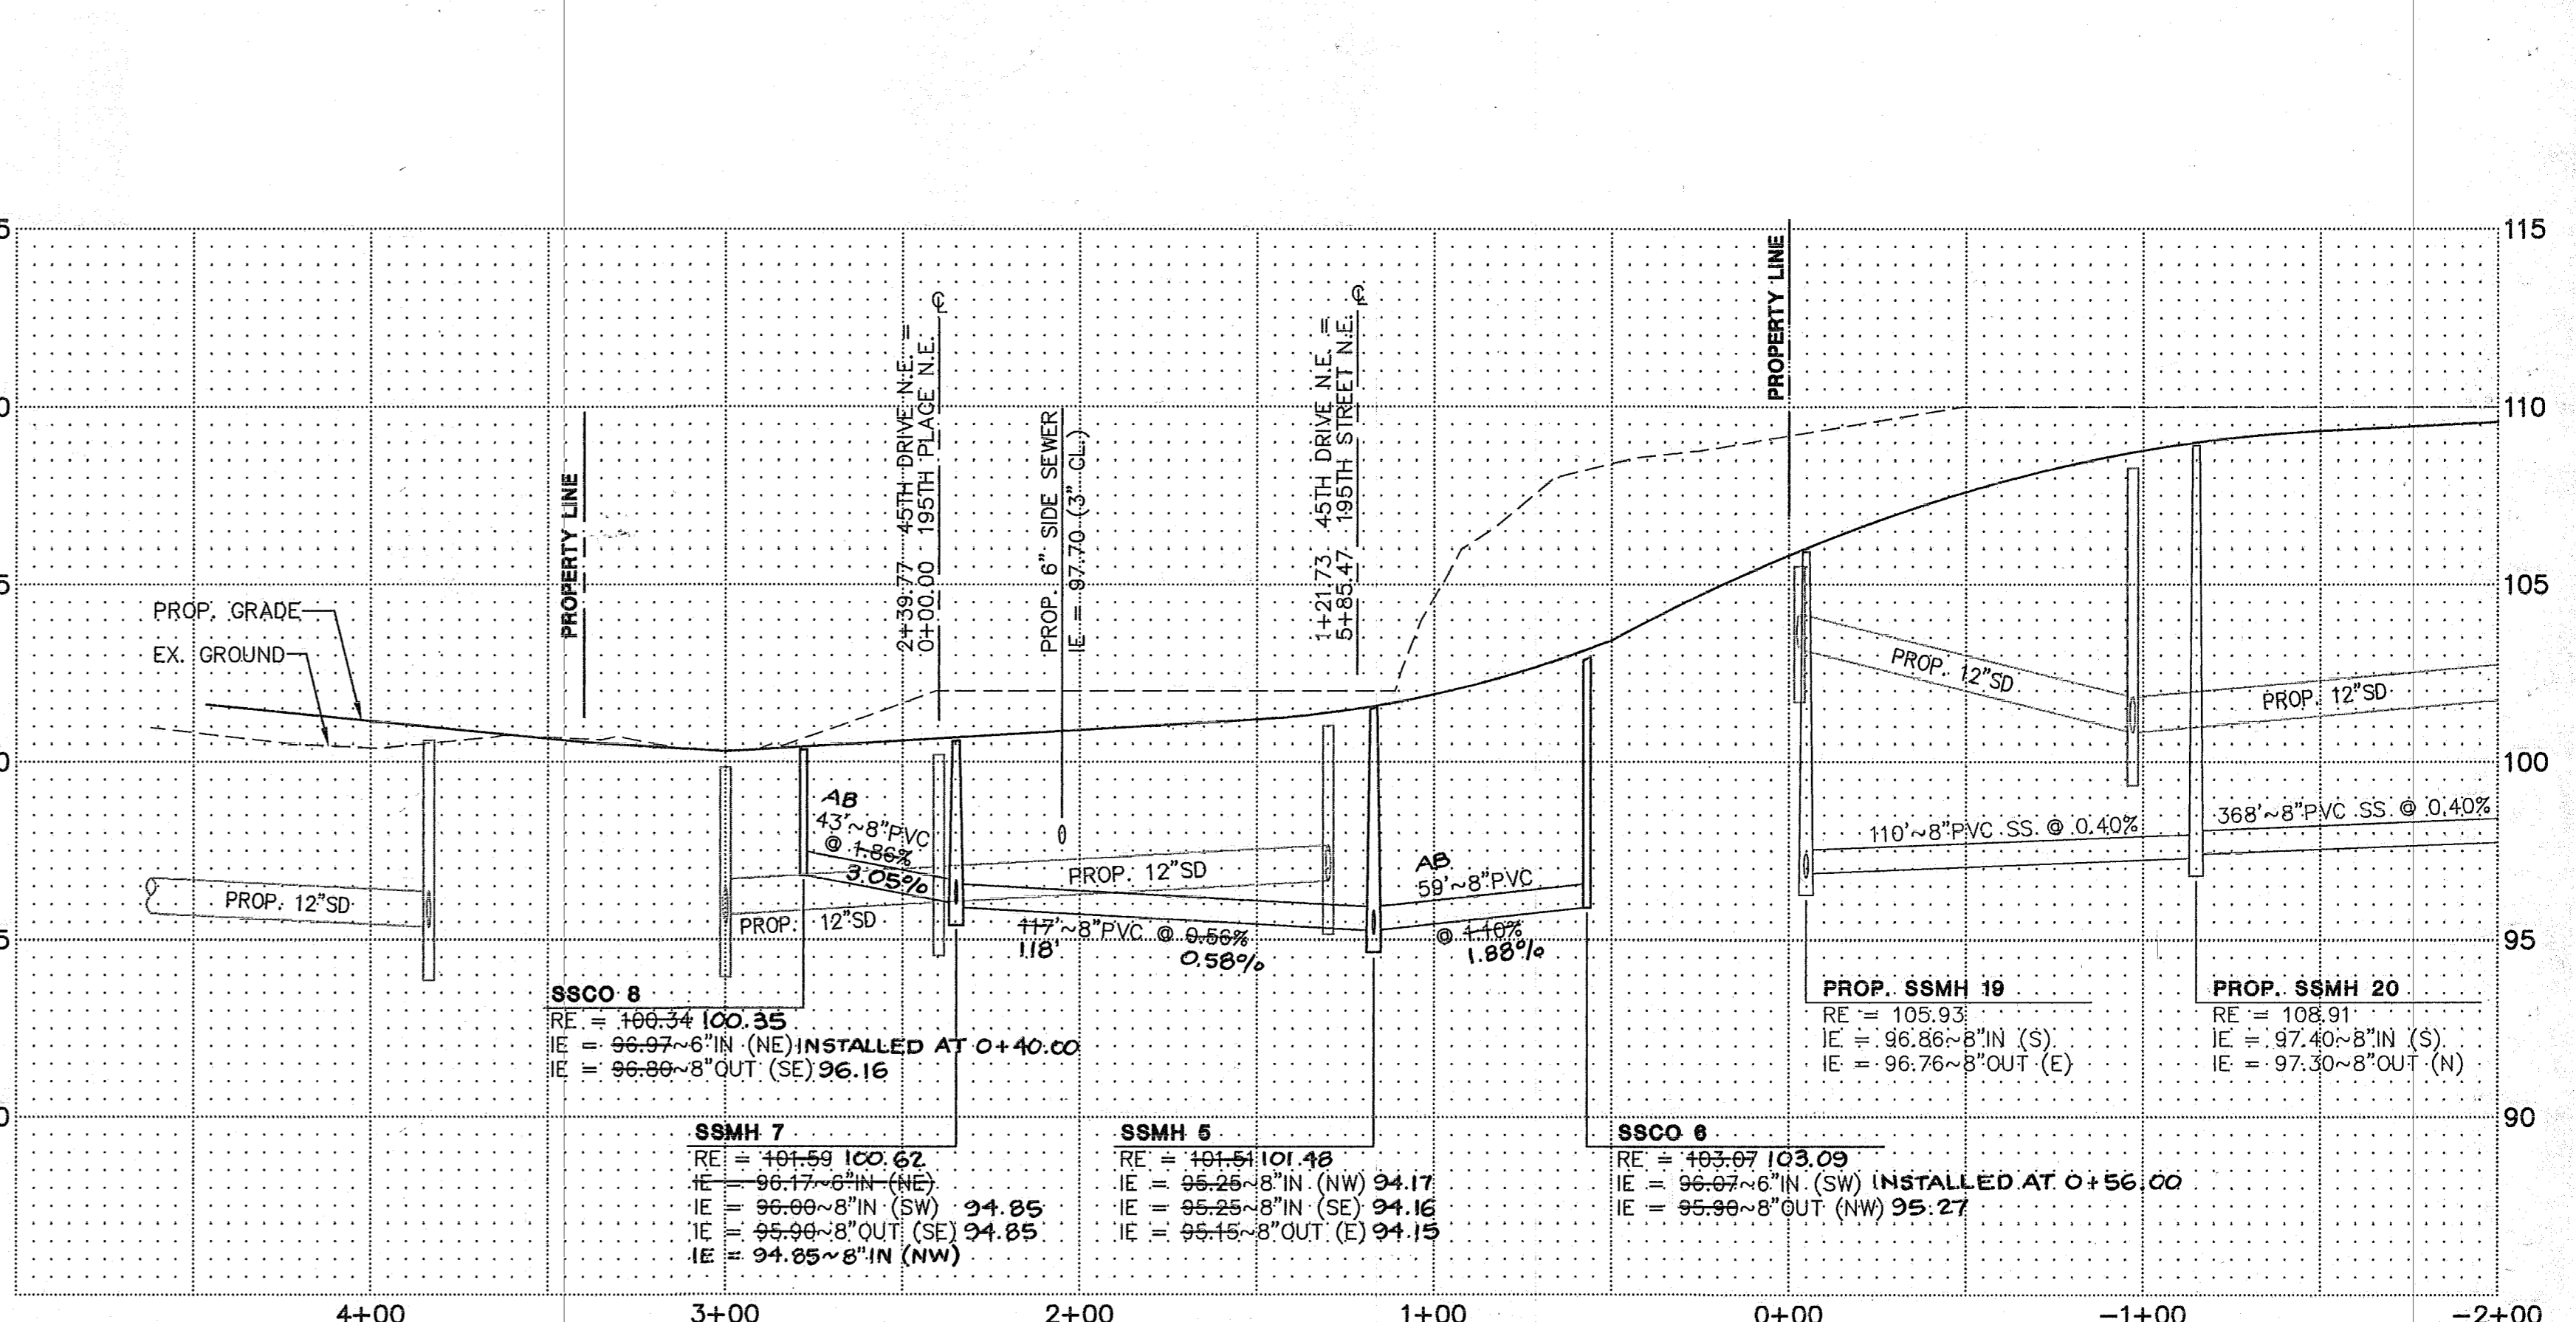 115
110
105
100
95
90
PROPERTY LINE
2+39.77 45TH DRIVE N.E. =
0+00.00 195TH PLACE N.E.
℄
PROP. 6" SIDE SEWER
IE = 97.70 (3" CL.)
1+21.73 45TH DRIVE N.E. =
5+85.47 195TH STREET N.E.
℄
PROPERTY LINE
PROP. GRADE
EX. GROUND
PROP. 12"SD
PROP. 12"SD
AB
43'~8"PVC
@ 1.86%
3.05%
PROP. 12"SD
117'~8"PVC @ 0.56%
118' 0.58%
AB
59'~8"PVC
@ 1.10%
1.88%
PROP. 12"SD
PROP. 12"SD
110'~8"PVC SS @ 0.40%
368'~8"PVC SS @ 0.40%
SSCO 8
RE = 100.34 100.35
IE = 96.97~6"IN (NE) INSTALLED AT 0+40.00
IE = 96.80~8"OUT (SE) 96.16
SSMH 7
RE = 101.59 100.62
IE = 96.17~6"IN (NE)
IE = 96.00~8"IN (SW) 94.85
IE = 95.90~8"OUT (SE) 94.85
IE = 94.85~8"IN (NW)
SSMH 5
RE = 101.51 101.48
IE = 95.25~8"IN (NW) 94.17
IE = 95.25~8"IN (SE) 94.16
IE = 95.15~8"OUT (E) 94.15
SSCO 6
RE = 103.07 103.09
IE = 96.07~6"IN (SW) INSTALLED AT 0+56.00
IE = 95.90~8"OUT (NW) 95.27
PROP. SSMH 19
RE = 105.93
IE = 96.86~8"IN (S)
IE = 96.76~8"OUT (E)
PROP. SSMH 20
RE = 108.91
IE = 97.40~8"IN (S)
IE = 97.30~8"OUT (N)
4+00 3+00 2+00 1+00 0+00 -1+00 -2+00